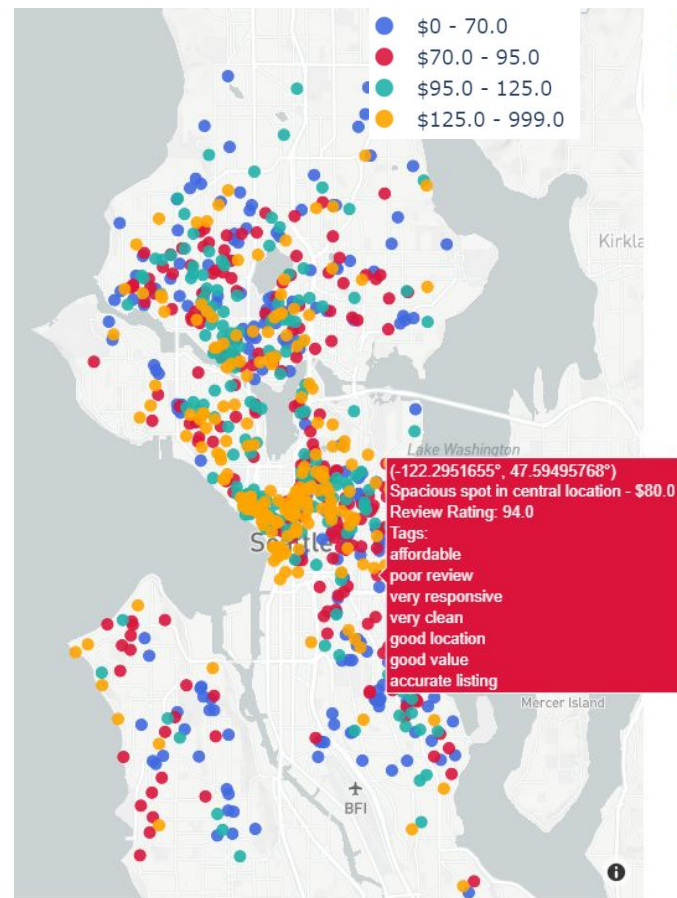 $0 - 70.0
$70.0 - 95.0
$95.0 - 125.0
$125.0 - 999.0
Kirkla
Lake Washington
(-122.2951655°, 47.59495768°)
Spacious spot in central location - $80.0
Review Rating: 94.0
Tags:
affordable
poor review
very responsive
very clean
good location
good value
accurate listing
Seattle
Mercer Island
BFI
i